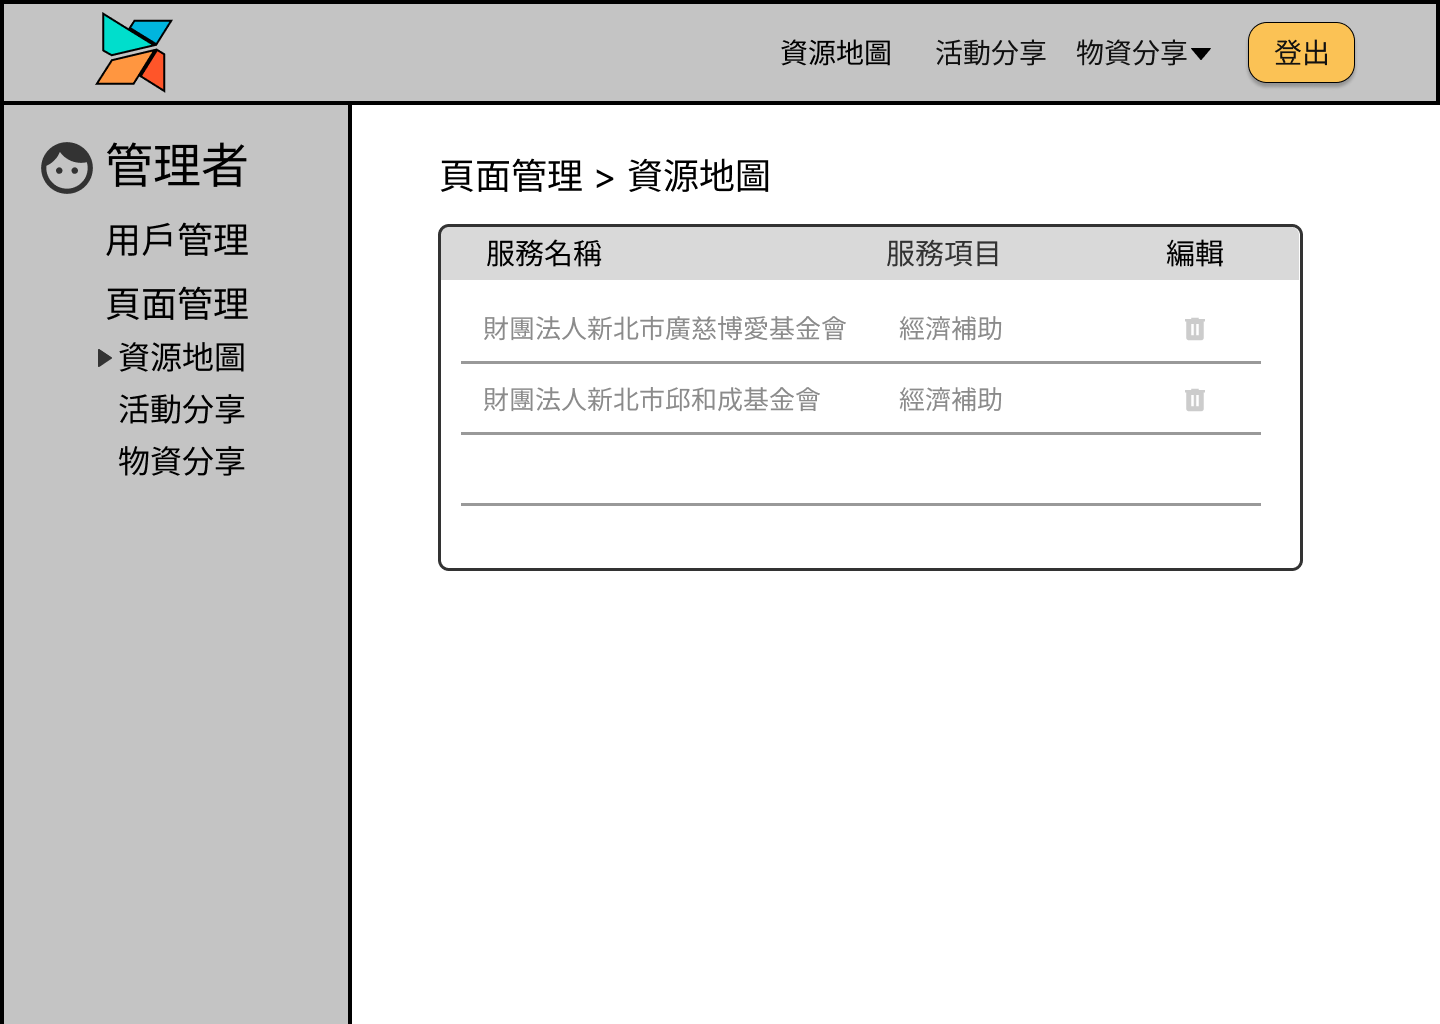 資源地圖 活動分享 物資分享 登出
管理者
用戶管理
頁面管理
資源地圖
活動分享
物資分享
頁面管理 > 資源地圖
服務名稱 服務項目 編輯
財團法人新北市廣慈博愛基金會 經濟補助
財團法人新北市邱和成基金會 經濟補助